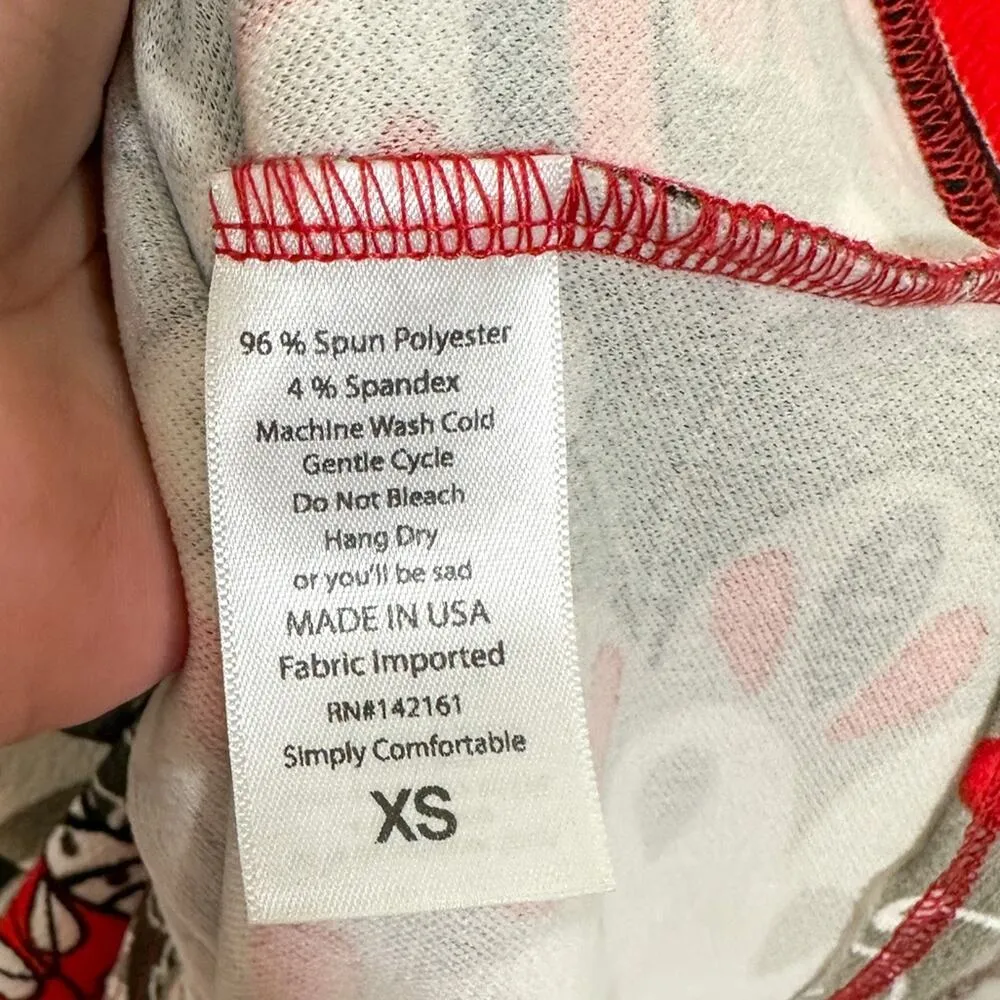 96 % Spun Polyester
4 % Spandex
Machine Wash Cold
Gentle Cycle
Do Not Bleach
Hang Dry
or you'll be sad
MADE IN USA
Fabric Imported
RN#142161
Simply Comfortable
XS